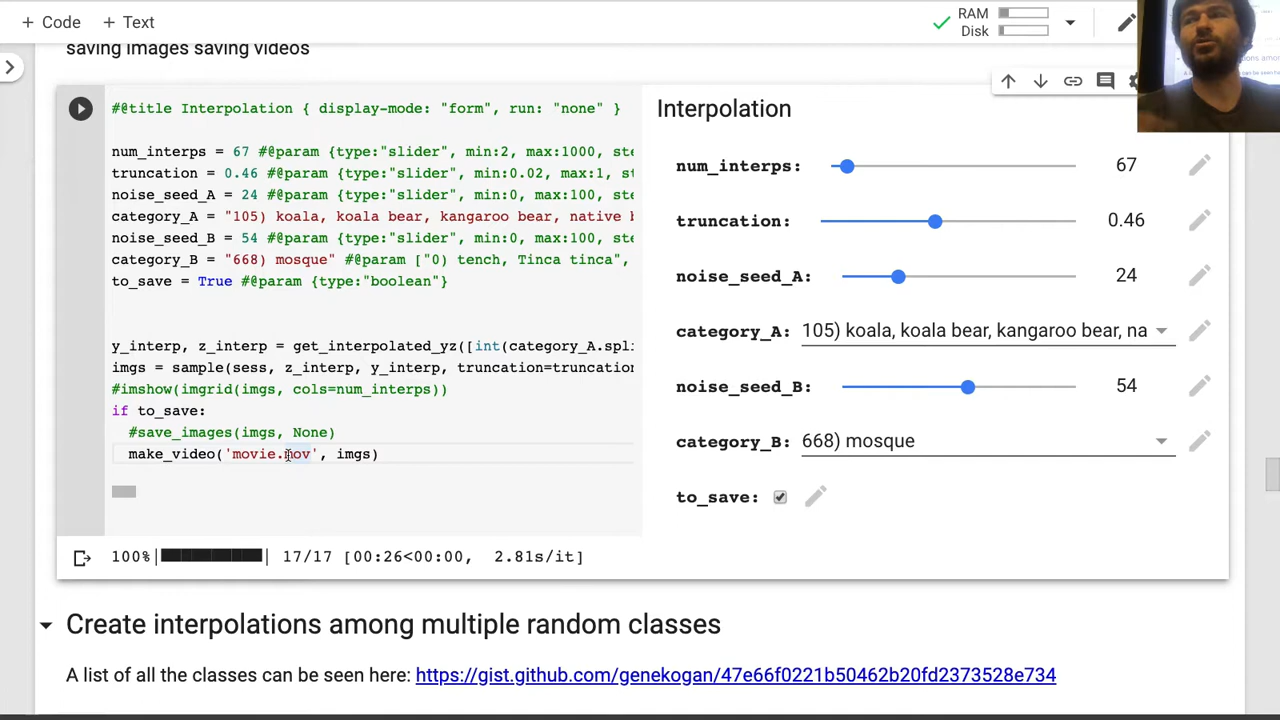 + Code + Text
RAM
Disk
saving images saving videos
#@title Interpolation { display-mode: "form", run: "none" }
num_interps = 67 #@param {type:"slider", min:2, max:1000, ste
truncation = 0.46 #@param {type:"slider", min:0.02, max:1, st
noise_seed_A = 24 #@param {type:"slider", min:0, max:100, ste
category_A = "105) koala, koala bear, kangaroo bear, native b
noise_seed_B = 54 #@param {type:"slider", min:0, max:100, ste
category_B = "668) mosque" #@param ["0) tench, Tinca tinca",
to_save = True #@param {type:"boolean"}
y_interp, z_interp = get_interpolated_yz([int(category_A.spli
imgs = sample(sess, z_interp, y_interp, truncation=truncation
#imshow(imgrid(imgs, cols=num_interps))
if to_save:
#save_images(imgs, None)
make_video('movie.mov', imgs)
Interpolation
num_interps: 67
truncation: 0.46
noise_seed_A: 24
category_A: 105) koala, koala bear, kangaroo bear, na
noise_seed_B: 54
category_B: 668) mosque
to_save:
100%| | 17/17 [00:26<00:00, 2.81s/it]
Create interpolations among multiple random classes
A list of all the classes can be seen here: https://gist.github.com/genekogan/47e66f0221b50462b20fd2373528e734